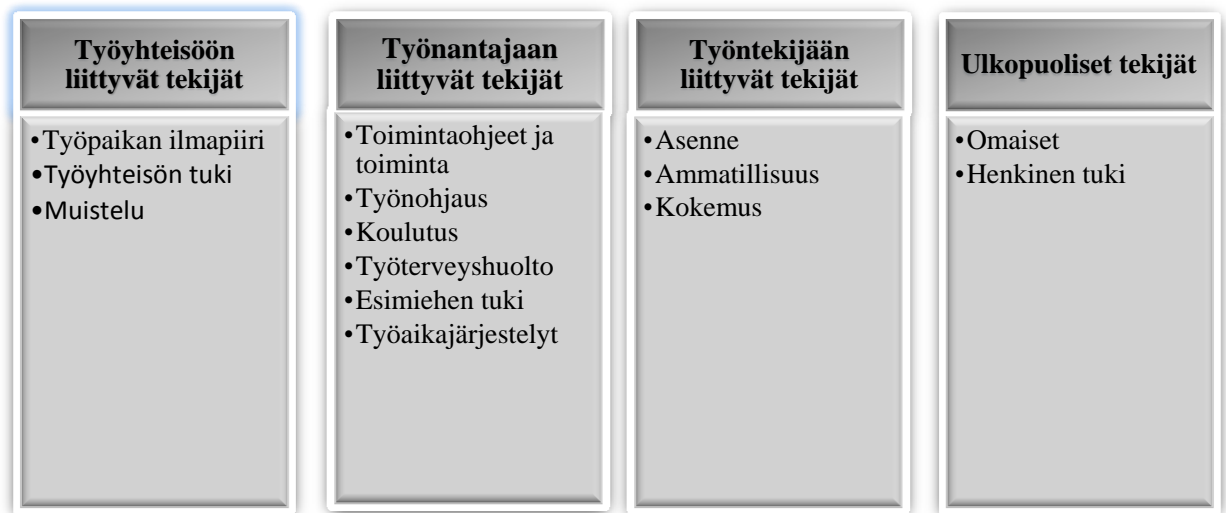 Työyhteisöön
liittyvät tekijät
•Työpaikan ilmapiiri
•Työyhteisön tuki
•Muistelu
Työnantajaan
liittyvät tekijät
•Toimintaohjeet ja
toiminta
•Työnohjaus
•Koulutus
•Työterveyshuolto
•Esimiehen tuki
•Työaikajärjestelyt
Työntekijään
liittyvät tekijät
•Asenne
•Ammatillisuus
•Kokemus
Ulkopuoliset tekijät
•Omaiset
•Henkinen tuki